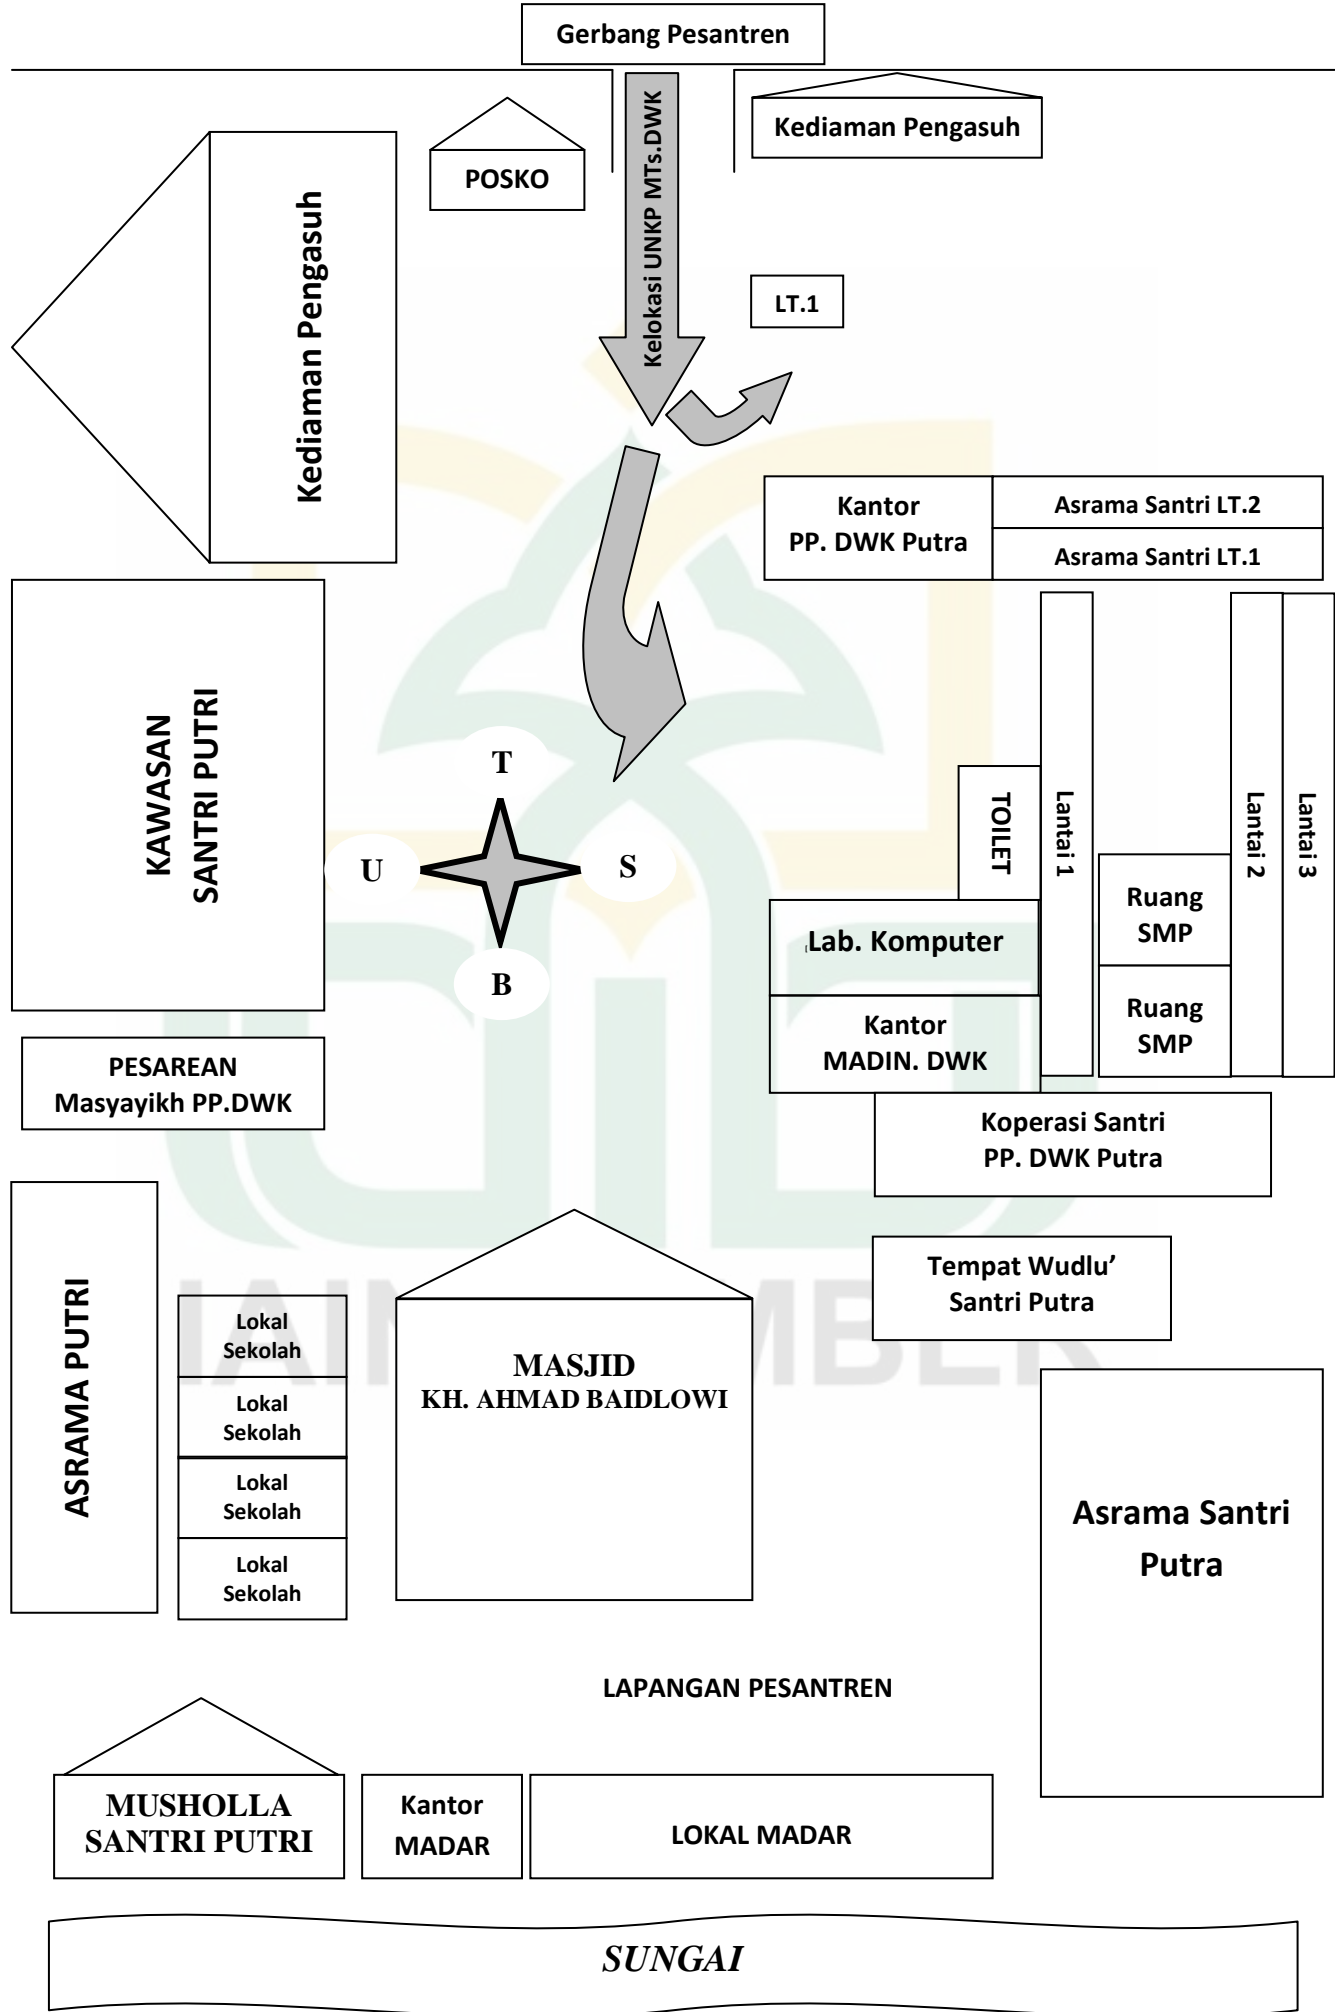 Gerbang Pesantren
Kelokasi UNKP MTs.DWK
Kediaman Pengasuh
POSKO
Kediaman Pengasuh
LT.1
Kantor
PP. DWK Putra
Asrama Santri LT.2
Asrama Santri LT.1
KAWASAN
SANTRI PUTRI
T
U
S
B
TOILET
Lantai 1
Lantai 2
Lantai 3
Ruang
SMP
Lab. Komputer
Ruang
SMP
Kantor
MADIN. DWK
PESAREAN
Masyayikh PP.DWK
Koperasi Santri
PP. DWK Putra
Tempat Wudlu’
Santri Putra
ASRAMA PUTRI
Lokal
Sekolah
Lokal
Sekolah
Lokal
Sekolah
Lokal
Sekolah
MASJID
KH. AHMAD BAIDLOWI
Asrama Santri
Putra
LAPANGAN PESANTREN
MUSHOLLA
SANTRI PUTRI
Kantor
MADAR
LOKAL MADAR
SUNGAI